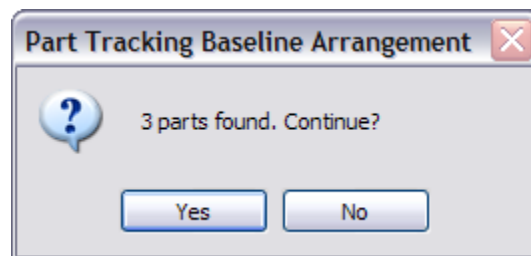 Part Tracking Baseline Arrangement
3 parts found. Continue?
Yes
No